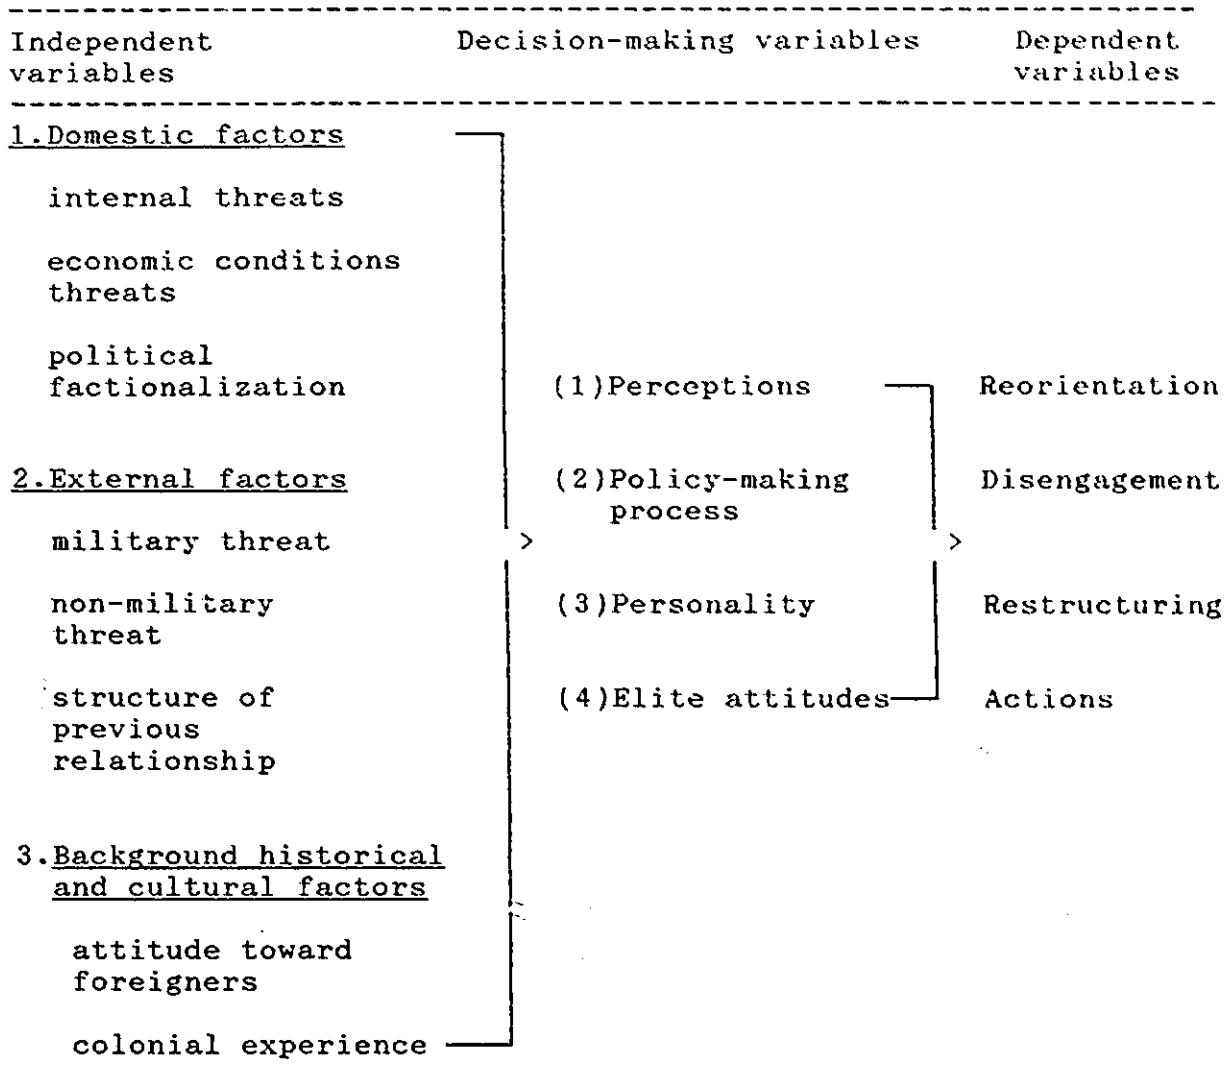 Independent variables
Decision-making variables
Dependent variables
1.Domestic factors
internal threats
economic conditions
threats
political
factionalization
2.External factors
military threat
non-military
threat
structure of
previous
relationship
3.Background historical
and cultural factors
attitude toward
foreigners
colonial experience
>
(1)Perceptions
(2)Policy-making
process
(3)Personality
(4)Elite attitudes
>
Reorientation
Disengagement
Restructuring
Actions